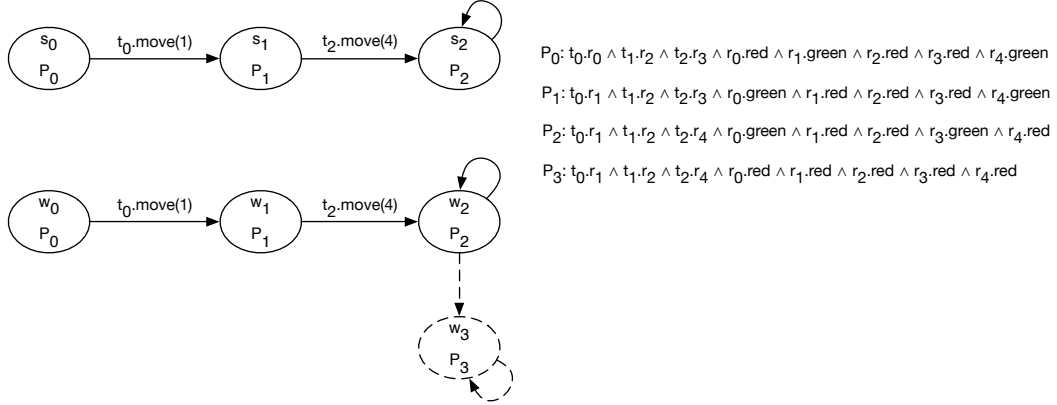 s0 t0.move(1) s1 t2.move(4) s2
P0 P1 P2
P0: t0.r0 ∧ t1.r2 ∧ t2.r3 ∧ r0.red ∧ r1.green ∧ r2.red ∧ r3.red ∧ r4.green
P1: t0.r1 ∧ t1.r2 ∧ t2.r3 ∧ r0.green ∧ r1.red ∧ r2.red ∧ r3.red ∧ r4.green
P2: t0.r1 ∧ t1.r2 ∧ t2.r4 ∧ r0.green ∧ r1.red ∧ r2.red ∧ r3.green ∧ r4.red
P3: t0.r1 ∧ t1.r2 ∧ t2.r4 ∧ r0.red ∧ r1.red ∧ r2.red ∧ r3.red ∧ r4.red
w0 t0.move(1) w1 t2.move(4) w2
P0 P1 P2
w3
P3